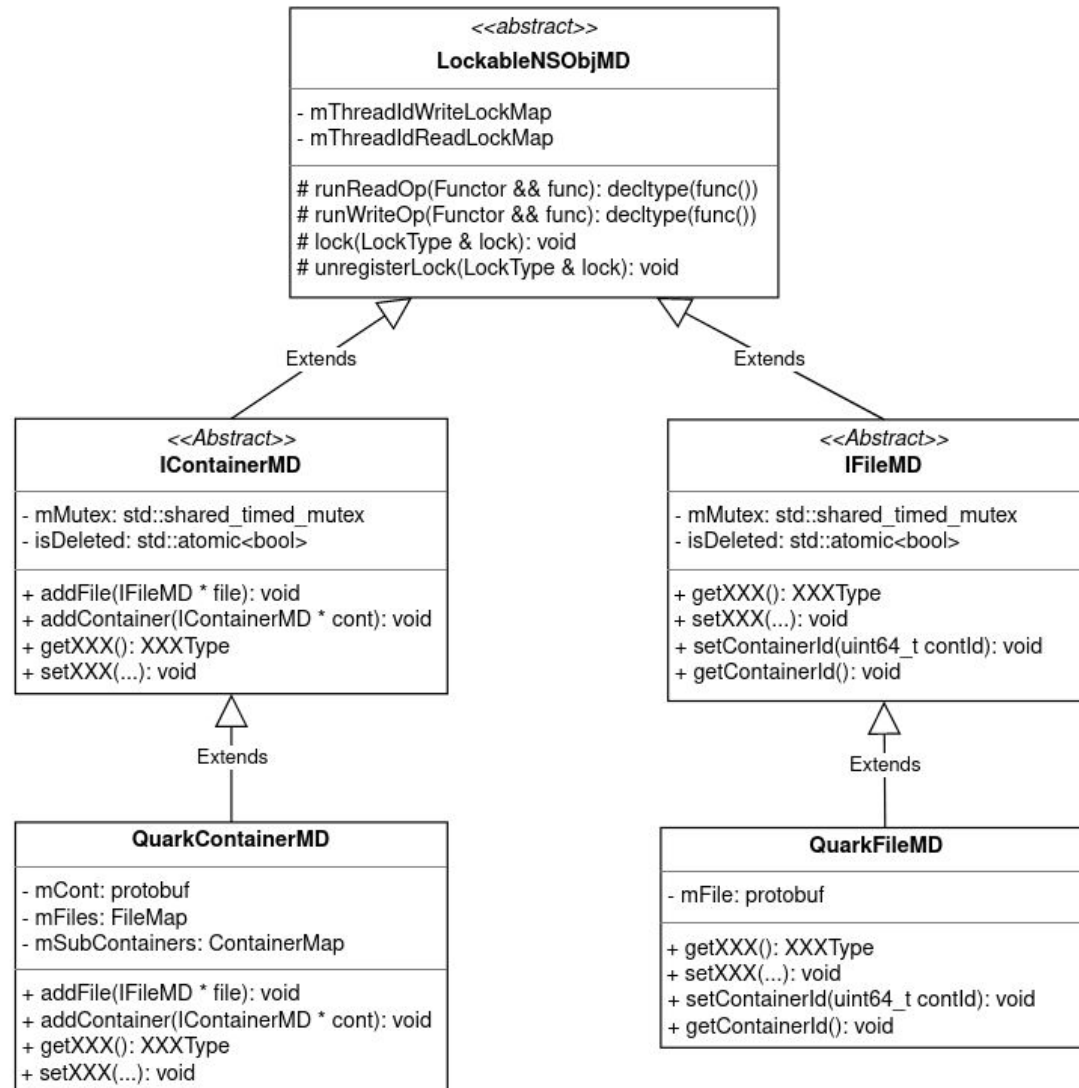 <<abstract>>
LockableNSObjMD
- mThreadIdWriteLockMap
- mThreadIdReadLockMap
# runReadOp(Functor && func): decltype(func())
# runWriteOp(Functor && func): decltype(func())
# lock(LockType & lock): void
# unregisterLock(LockType & lock): void
Extends
Extends
<<Abstract>>
IContainerMD
- mMutex: std::shared_timed_mutex
- isDeleted: std::atomic<bool>
+ addFile(IFileMD * file): void
+ addContainer(IContainerMD * cont): void
+ getXXX(): XXXType
+ setXXX(...): void
<<Abstract>>
IFileMD
- mMutex: std::shared_timed_mutex
- isDeleted: std::atomic<bool>
+ getXXX(): XXXType
+ setXXX(...): void
+ setContainerId(uint64_t contId): void
+ getContainerId(): void
Extends
Extends
QuarkContainerMD
- mCont: protobuf
- mFiles: FileMap
- mSubContainers: ContainerMap
+ addFile(IFileMD * file): void
+ addContainer(IContainerMD * cont): void
+ getXXX(): XXXType
+ setXXX(...): void
QuarkFileMD
- mFile: protobuf
+ getXXX(): XXXType
+ setXXX(...): void
+ setContainerId(uint64_t contId): void
+ getContainerId(): void